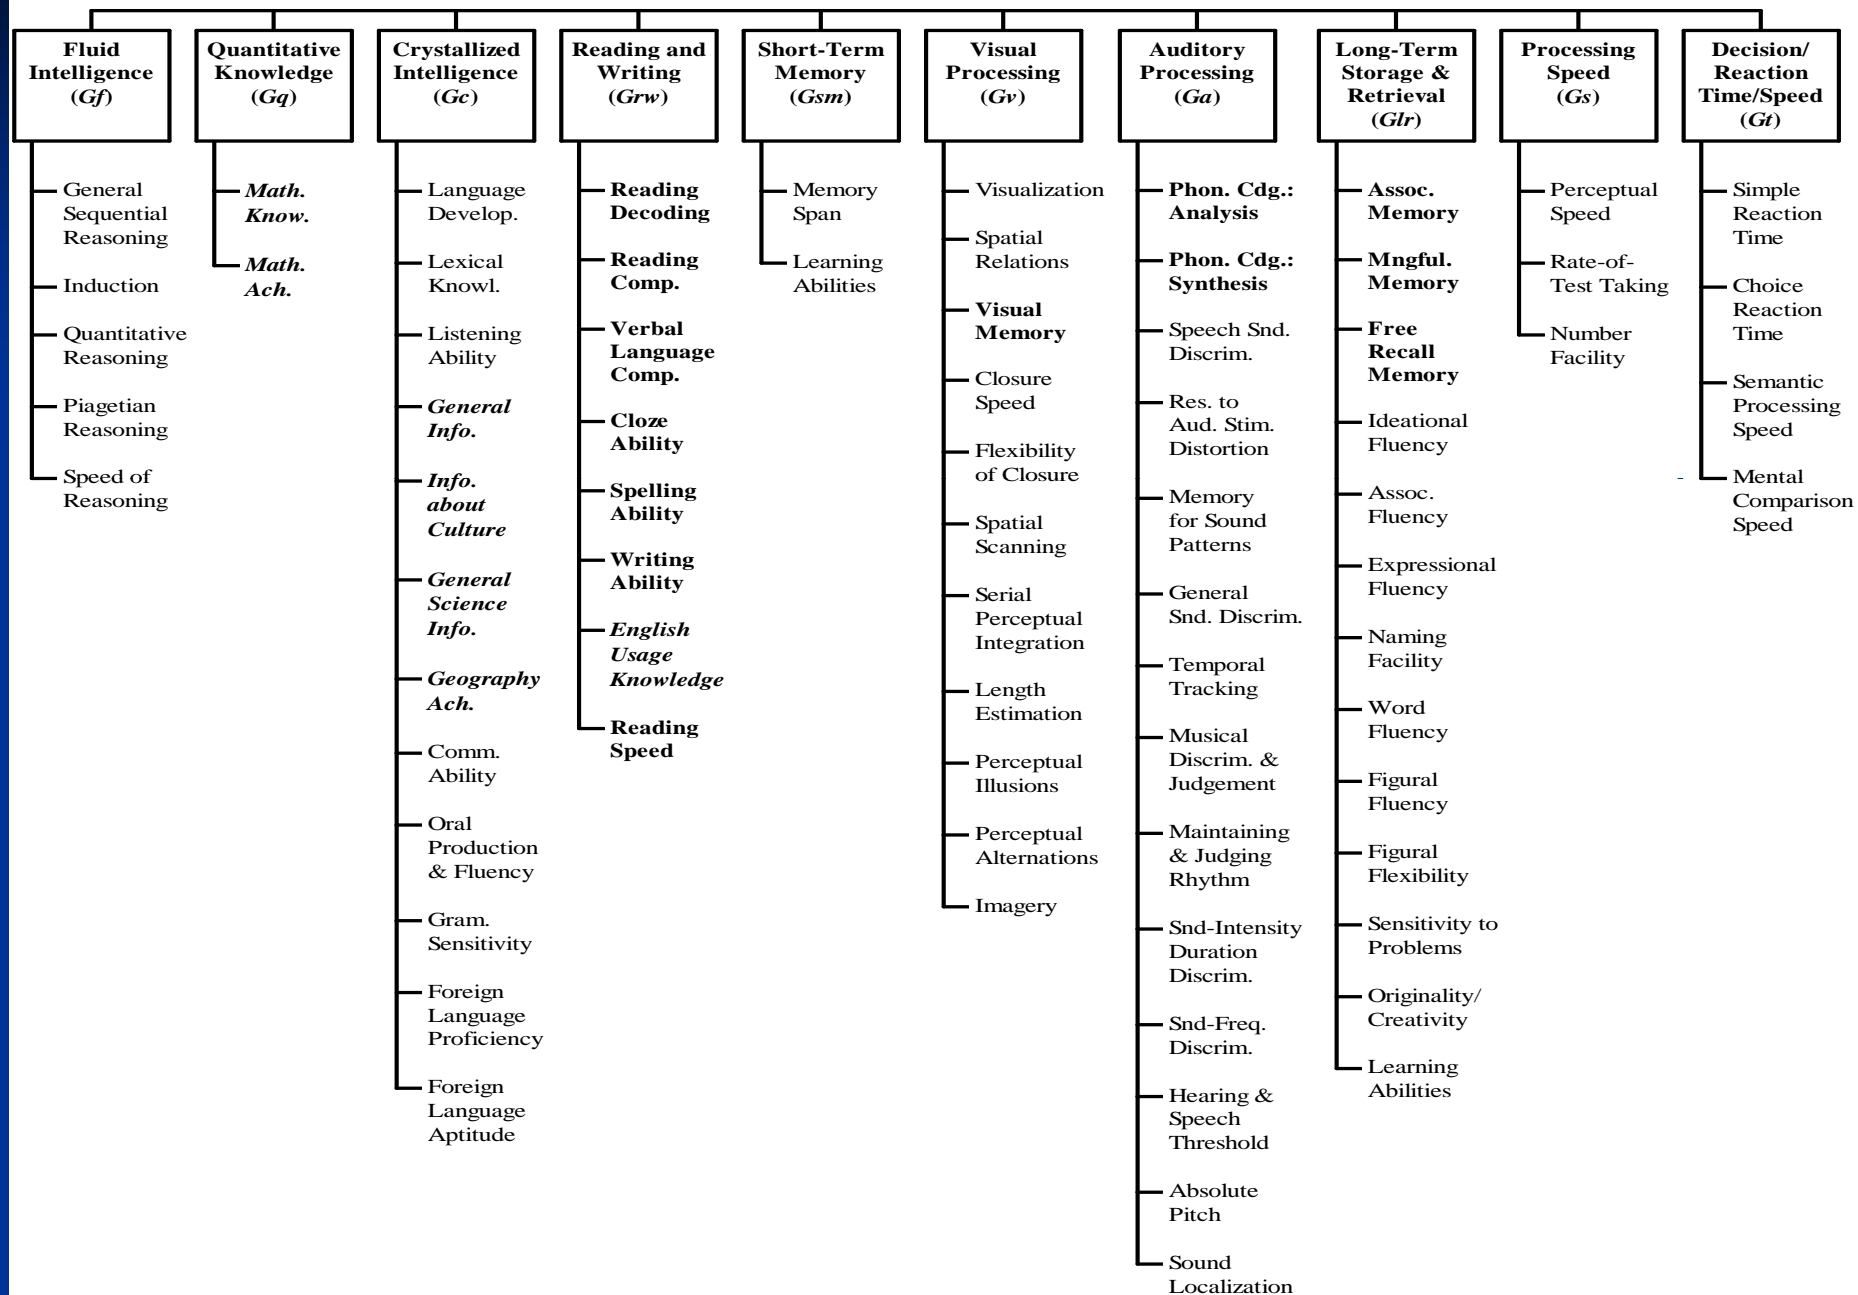 Fluid
Intelligence
(Gf)
General
Sequential
Reasoning
Induction
Quantitative
Reasoning
Piagetian
Reasoning
Speed of
Reasoning
Quantitative
Knowledge
(Gq)
Math.
Know.
Math.
Ach.
Crystallized
Intelligence
(Gc)
Language
Develop.
Lexical
Knowl.
Listening
Ability
General
Info.
Info.
about
Culture
General
Science
Info.
Geography
Ach.
Comm.
Ability
Oral
Production
& Fluency
Gram.
Sensitivity
Foreign
Language
Proficiency
Foreign
Language
Aptitude
Reading and
Writing
(Grw)
Reading
Decoding
Reading
Comp.
Verbal
Language
Comp.
Cloze
Ability
Spelling
Ability
Writing
Ability
English
Usage
Knowledge
Reading
Speed
Short-Term
Memory
(Gsm)
Memory
Span
Learning
Abilities
Visual
Processing
(Gv)
Visualization
Spatial
Relations
Visual
Memory
Closure
Speed
Flexibility
of Closure
Spatial
Scanning
Serial
Perceptual
Integration
Length
Estimation
Perceptual
Illusions
Perceptual
Alternations
Imagery
Auditory
Processing
(Ga)
Phon. Cdg.:
Analysis
Phon. Cdg.:
Synthesis
Speech Snd.
Discrim.
Res. to
Aud. Stim.
Distortion
Memory
for Sound
Patterns
General
Snd. Discrim.
Temporal
Tracking
Musical
Discrim. &
Judgement
Maintaining
& Judging
Rhythm
Snd-Intensity
Duration
Discrim.
Snd-Freq.
Discrim.
Hearing &
Speech
Threshold
Absolute
Pitch
Sound
Localization
Long-Term
Storage &
Retrieval
(Glr)
Assoc.
Memory
Mngful.
Memory
Free
Recall
Memory
Ideational
Fluency
Assoc.
Fluency
Expressional
Fluency
Naming
Facility
Word
Fluency
Figural
Fluency
Figural
Flexibility
Sensitivity to
Problems
Originality/
Creativity
Learning
Abilities
Processing
Speed
(Gs)
Perceptual
Speed
Rate-of-
Test Taking
Number
Facility
Decision/
Reaction
Time/Speed
(Gt)
Simple
Reaction
Time
Choice
Reaction
Time
Semantic
Processing
Speed
Mental
Comparison
Speed